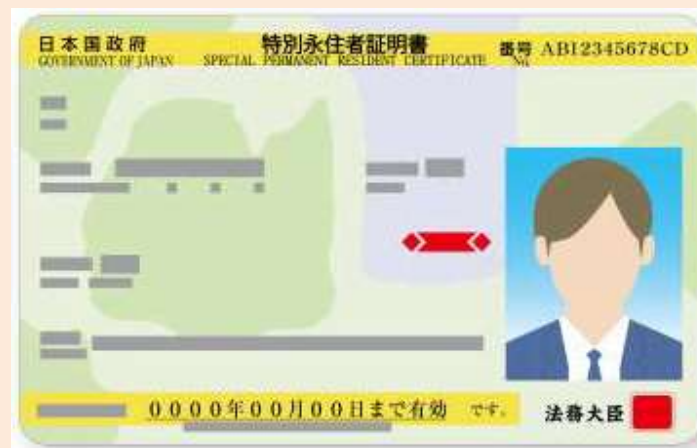 日本国政府 特別永住者証明書 番号 AB12345678CD
GOVERNMENT OF JAPAN SPECIAL PERMANENT RESIDENT CERTIFICATE No.
0000年00月00日まで有効 です。
法務大臣